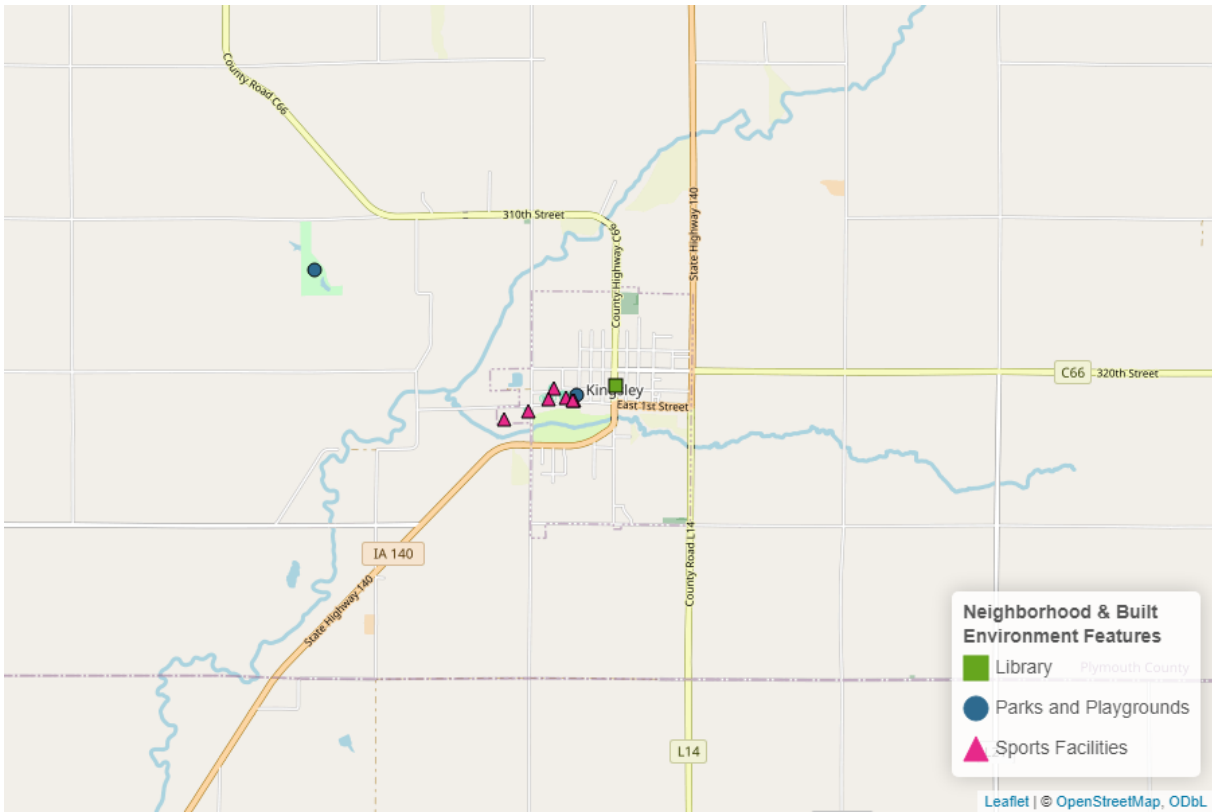 County Road C66
310th Street
County Highway C66
State Highway 140
C66
320th Street
Kingsley
East 1st Street
IA 140
State Highway 140
County Road L14
L14
Neighborhood & Built
Environment Features
Library
Plymouth County
Parks and Playgrounds
Sports Facilities
Leaflet | © OpenStreetMap, ODbL